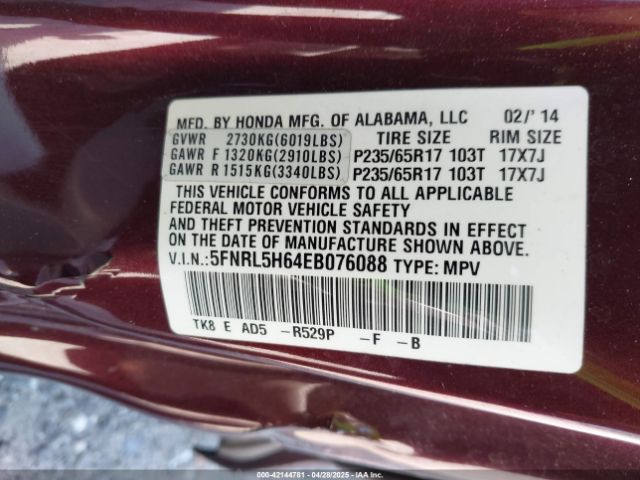 MFD. BY HONDA MFG. OF ALABAMA, LLC 02/' 14
GVWR 2730KG(6019LBS) TIRE SIZE RIM SIZE
GAWR F 1320KG(2910LBS) P235/65R17 103T 17X7J
GAWR R 1515KG(3340LBS) P235/65R17 103T 17X7J
THIS VEHICLE CONFORMS TO ALL APPLICABLE
FEDERAL MOTOR VEHICLE SAFETY
AND THEFT PREVENTION STANDARDS IN EFFECT
ON THE DATE OF MANUFACTURE SHOWN ABOVE.
V.I.N.: 5FNRL5H64EB076088 TYPE: MPV
TK8 E AD5 -R529P -F -B
000-42144781 04/28/2025 IAA Inc.